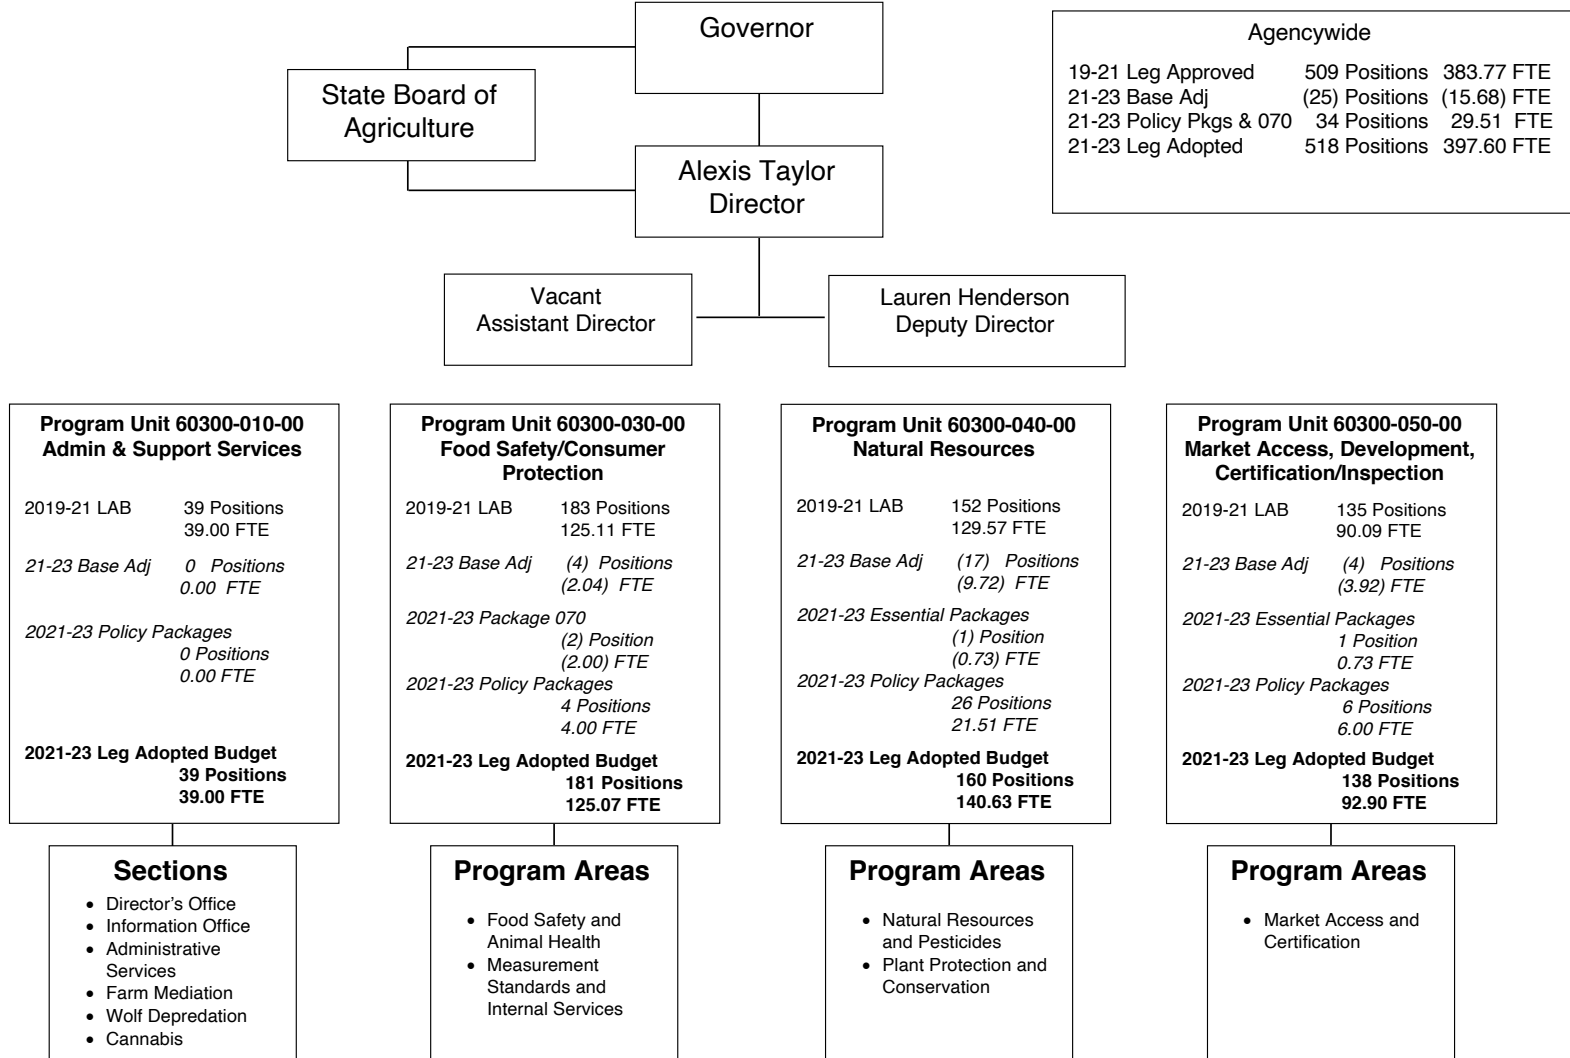 Governor
State Board of
Agriculture
Alexis Taylor
Director
Agencywide
19-21 Leg Approved 509 Positions 383.77 FTE
21-23 Base Adj (25) Positions (15.68) FTE
21-23 Policy Pkgs & 070 34 Positions 29.51 FTE
21-23 Leg Adopted 518 Positions 397.60 FTE
Vacant
Assistant Director
Lauren Henderson
Deputy Director
Program Unit 60300-010-00
Admin & Support Services
2019-21 LAB 39 Positions
39.00 FTE
21-23 Base Adj 0 Positions
0.00 FTE
2021-23 Policy Packages
0 Positions
0.00 FTE
2021-23 Leg Adopted Budget
39 Positions
39.00 FTE
Program Unit 60300-030-00
Food Safety/Consumer
Protection
2019-21 LAB 183 Positions
125.11 FTE
21-23 Base Adj (4) Positions
(2.04) FTE
2021-23 Package 070
(2) Position
(2.00) FTE
2021-23 Policy Packages
4 Positions
4.00 FTE
2021-23 Leg Adopted Budget
181 Positions
125.07 FTE
Program Unit 60300-040-00
Natural Resources
2019-21 LAB 152 Positions
129.57 FTE
21-23 Base Adj (17) Positions
(9.72) FTE
2021-23 Essential Packages
(1) Position
(0.73) FTE
2021-23 Policy Packages
26 Positions
21.51 FTE
2021-23 Leg Adopted Budget
160 Positions
140.63 FTE
Program Unit 60300-050-00
Market Access, Development,
Certification/Inspection
2019-21 LAB 135 Positions
90.09 FTE
21-23 Base Adj (4) Positions
(3.92) FTE
2021-23 Essential Packages
1 Position
0.73 FTE
2021-23 Policy Packages
6 Positions
6.00 FTE
2021-23 Leg Adopted Budget
138 Positions
92.90 FTE
Sections
• Director’s Office
• Information Office
• Administrative
Services
• Farm Mediation
• Wolf Depredation
• Cannabis
Program Areas
• Food Safety and
Animal Health
• Measurement
Standards and
Internal Services
Program Areas
• Natural Resources
and Pesticides
• Plant Protection and
Conservation
Program Areas
• Market Access and
Certification